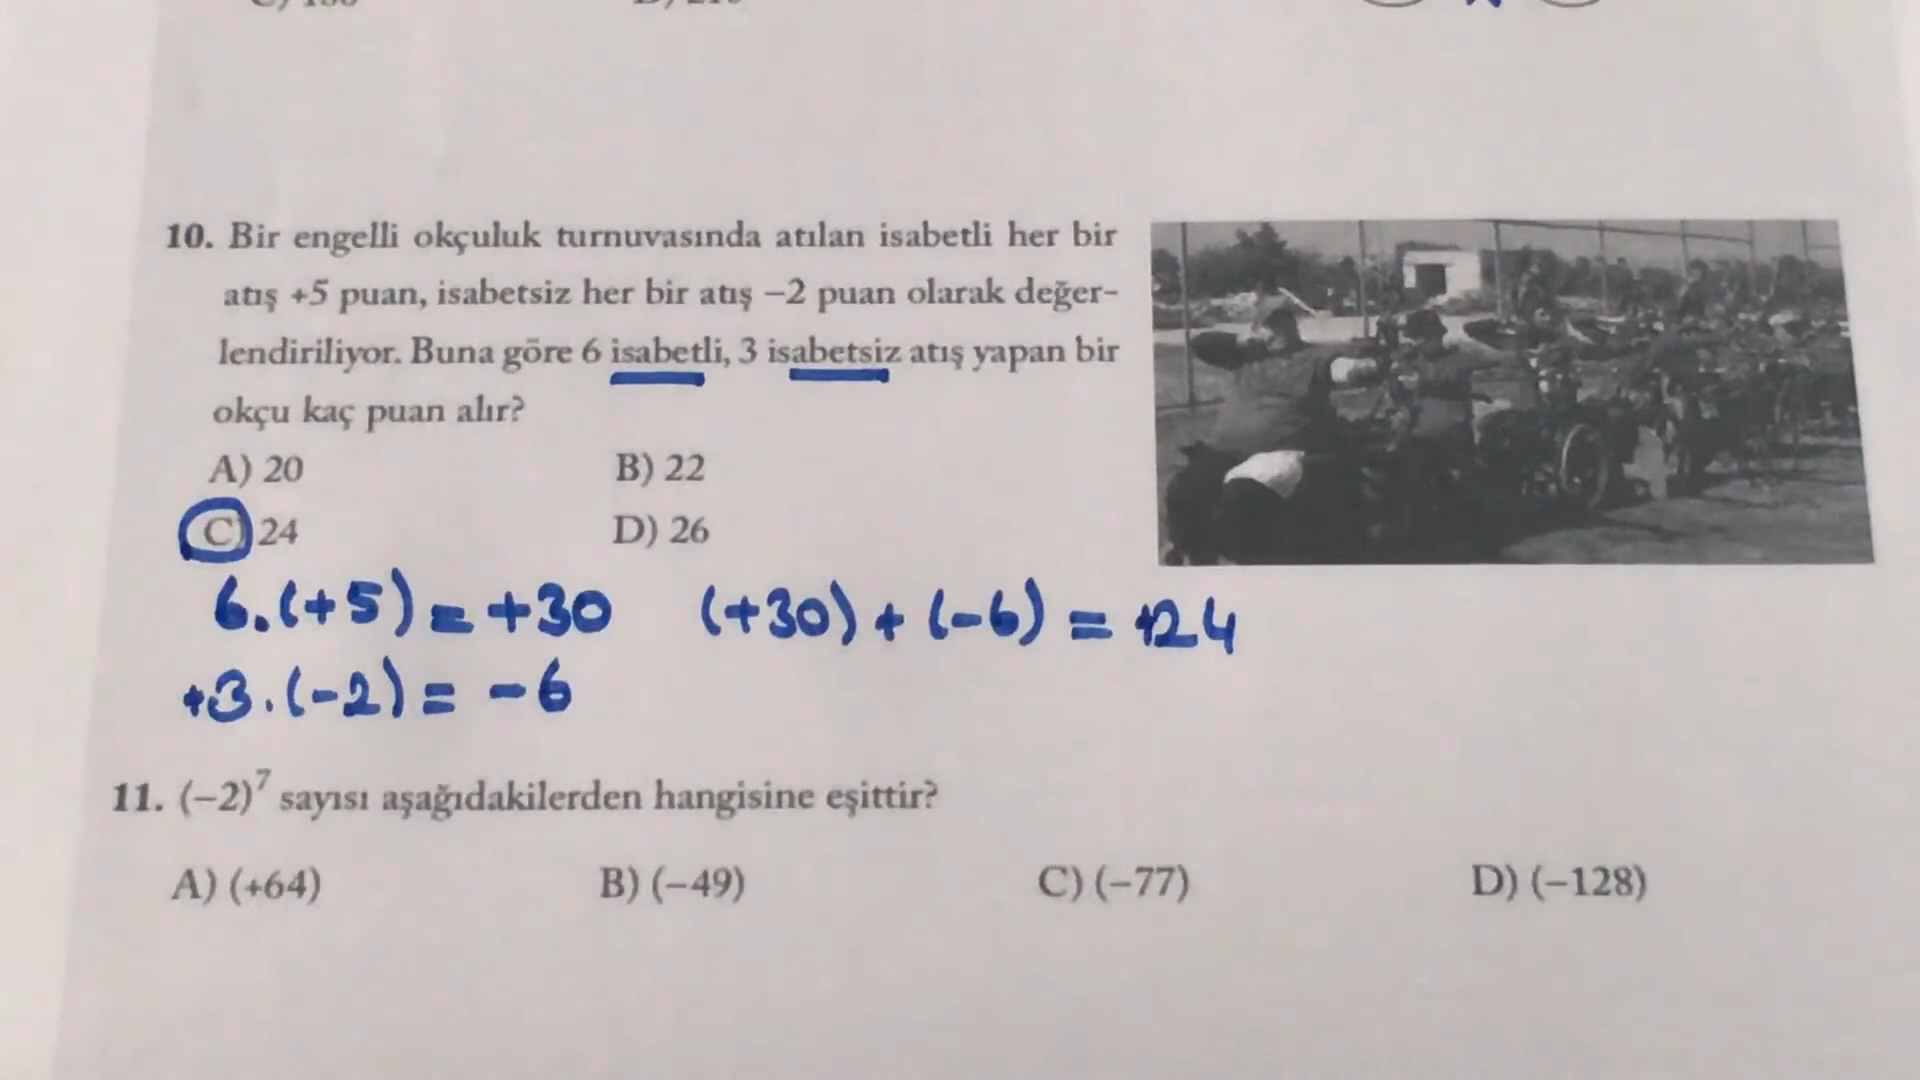 10. Bir engelli okçuluk turnuvasında atılan isabetli her bir
atış +5 puan, isabetsiz her bir atış −2 puan olarak değer-
lendiriliyor. Buna göre 6 isabetli, 3 isabetsiz atış yapan bir
okçu kaç puan alır?
A) 20 B) 22
C) 24 D) 26
6.(+5) = +30 (+30) + (-6) = +24
+3.(-2) = -6
11. (−2)⁷ sayısı aşağıdakilerden hangisine eşittir?
A) (+64) B) (−49) C) (−77) D) (−128)